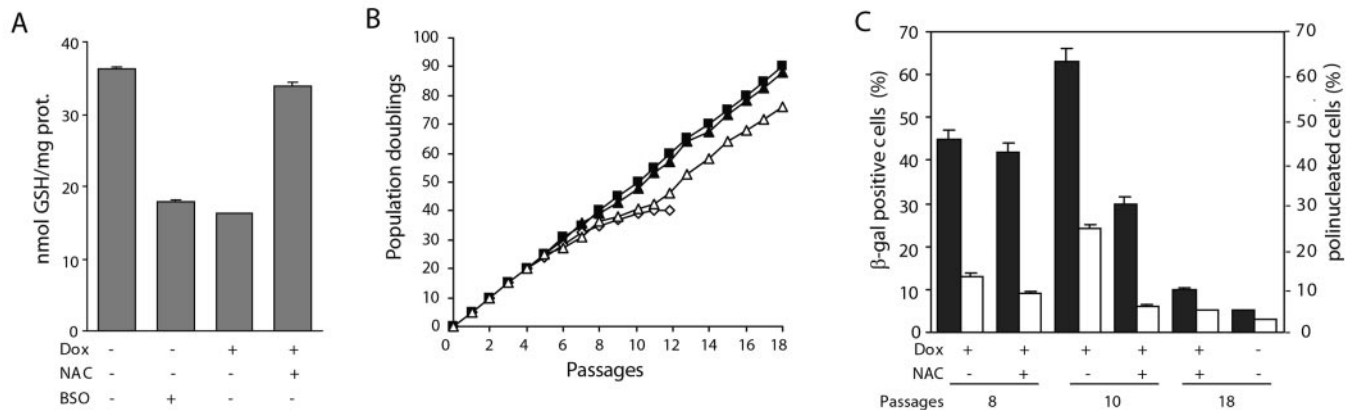 A
nmol GSH/mg prot.
40
30
20
10
0
Dox - - + +
NAC - - - +
BSO - + - -
B
Population doublings
100
90
80
70
60
50
40
30
20
10
0
0 2 4 6 8 10 12 14 16 18
Passages
C
β-gal positive cells (%)
70
60
50
40
30
20
10
0
70
60
50
40
30
20
10
0
polinucleated cells (%)
Dox + + + + + -
NAC - + - + + -
Passages 8 10 18